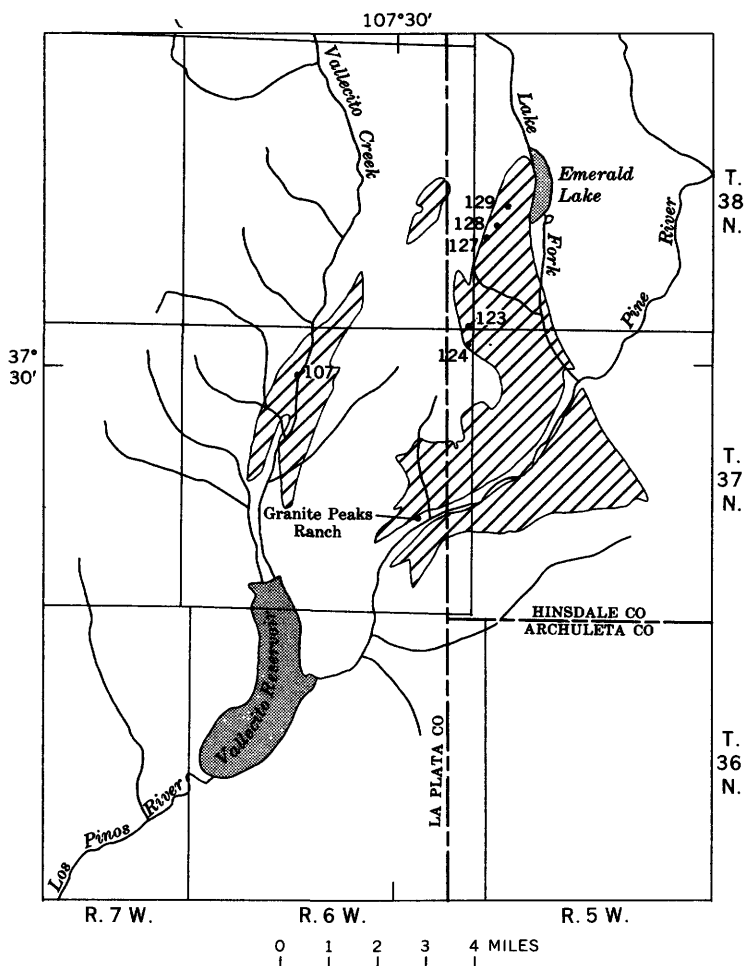 107°30′
Vallecito
Creek
Lake
Fork
Emerald
Lake
T.
38
N.
129
128
127
River
Pine
123
124
37°
30′
107
T.
37
N.
Granite Peaks
Ranch
HINSDALE CO
ARCHULETA CO
Vallecito Reservoir
LA PLATA CO
T.
36
N.
Los Pinos River
R. 7 W. R. 6 W. R. 5 W.
0 1 2 3 4 MILES